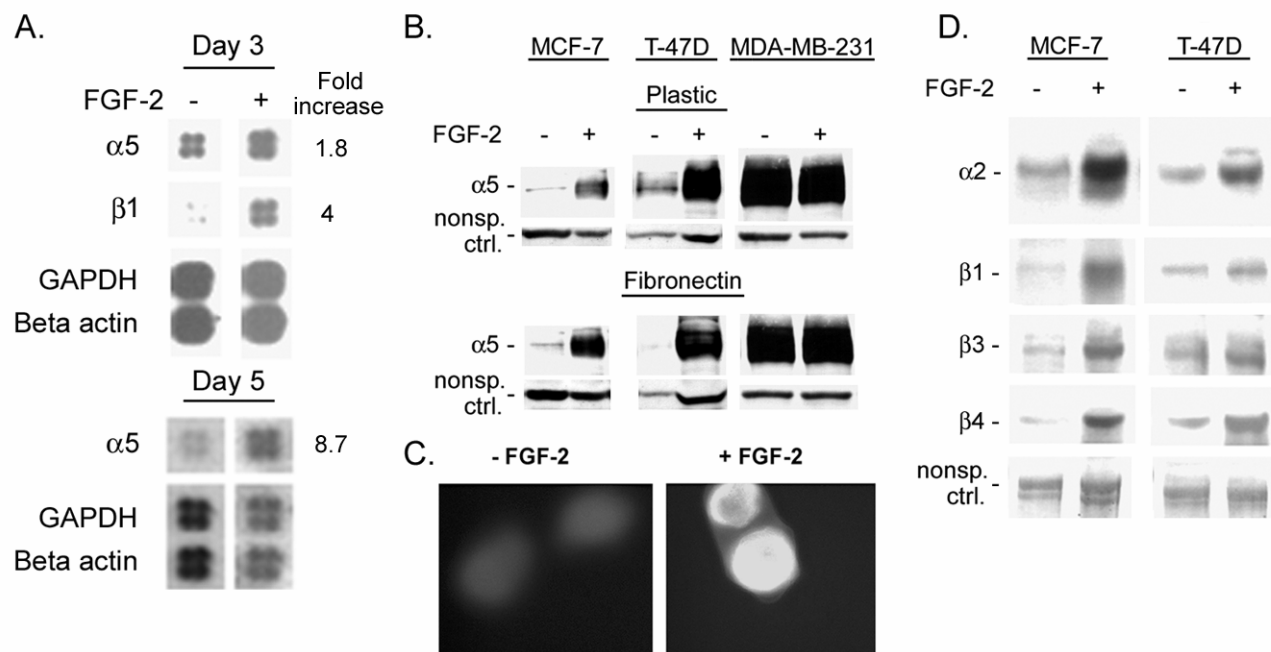 A.
Day 3
FGF-2 - + Fold increase
α5 1.8
β1 4
GAPDH
Beta actin
Day 5
α5 8.7
GAPDH
Beta actin
B.
MCF-7 T-47D MDA-MB-231
Plastic
FGF-2 - + - + - +
α5 -
nonsp.
ctrl. -
Fibronectin
α5 -
nonsp.
ctrl. -
C.
- FGF-2 + FGF-2
D.
MCF-7 T-47D
FGF-2 - + - +
α2 -
β1 -
β3 -
β4 -
nonsp. -
ctrl.